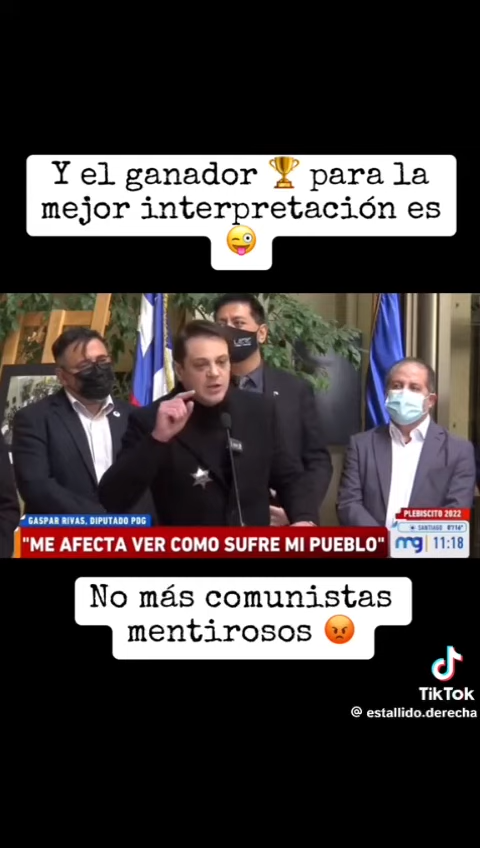 Y el ganador 🏆 para la
mejor interpretación es
😜
GASPAR RIVAS, DIPUTADO PDG
"ME AFECTA VER COMO SUFRE MI PUEBLO"
PLEBISCITO 2022
SANTIAGO
mg 11:18
No más comunistas
mentirosos 😡
TikTok
@ estallido.derecha